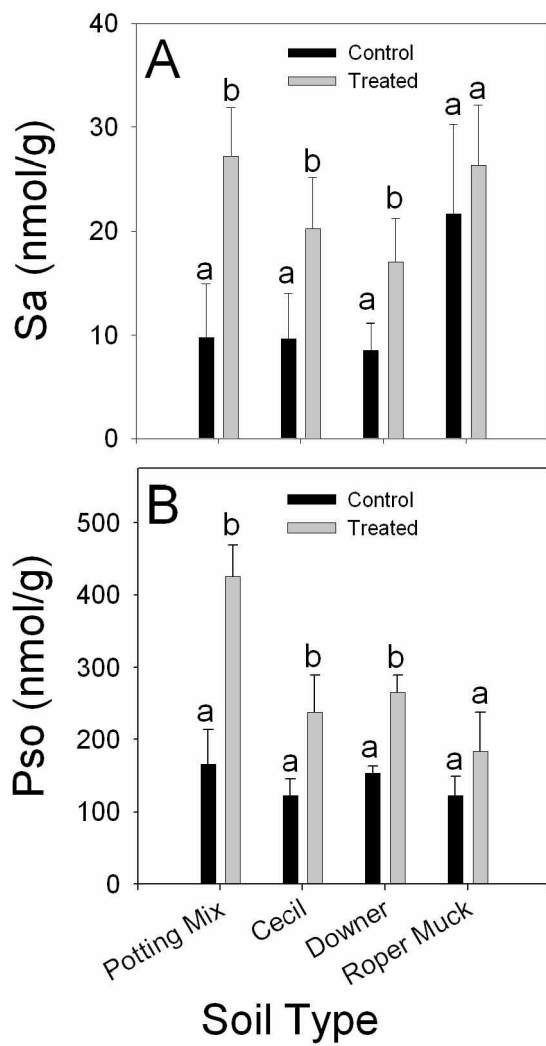 40
A
Control
Treated
b
a a
30
b
b
20
a
a
a
10
0
Sa (nmol/g)
B
Control
Treated
500
b
400
300
b
b
a
200
a
a
a
a
100
0
Pso (nmol/g)
Potting Mix
Cecil
Downer
Roper Muck
Soil Type